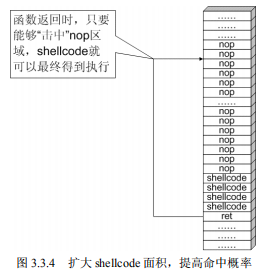 函数返回时，只要
能够“击中”nop区
域，shellcode就
可以最终得到执行
……
……
nop
nop
nop
nop
nop
nop
……
nop
nop
nop
nop
nop
nop
nop
shellcode
shellcode
shellcode
shellcode
ret
……
……
……
图 3.3.4 扩大 shellcode 面积，提高命中概率